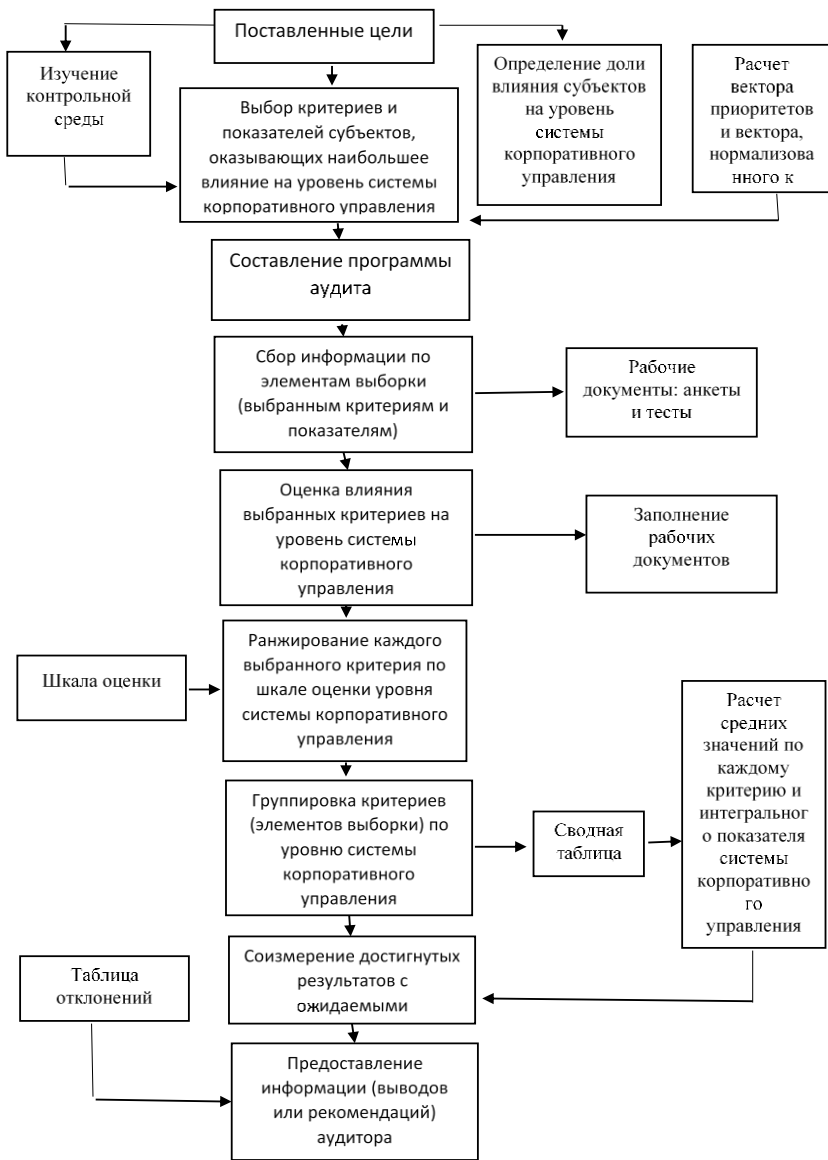 Поставленные цели
Изучение
контрольной
среды
Выбор критериев и
показателей субъектов,
оказывающих наибольшее
влияние на уровень системы
корпоративного управления
Определение доли
влияния субъектов
на уровень
системы
корпоративного
управления
Расчет
вектора
приоритетов
и вектора,
нормализова
нного к
Составление программы
аудита
Сбор информации по
элементам выборки
(выбранным критериям и
показателям)
Рабочие
документы: анкеты
и тесты
Оценка влияния
выбранных критериев на
уровень системы
корпоративного
управления
Заполнение
рабочих
документов
Шкала оценки
Ранжирование каждого
выбранного критерия по
шкале оценки уровня
системы корпоративного
управления
Группировка критериев
(элементов выборки) по
уровню системы
корпоративного
управления
Сводная
таблица
Расчет
средних
значений по
каждому
критерию и
интегральног
о показателя
системы
корпоративно
го
управления
Соизмерение достигнутых
результатов с
ожидаемыми
Таблица
отклонений
Предоставление
информации (выводов
или рекомендаций)
аудитора